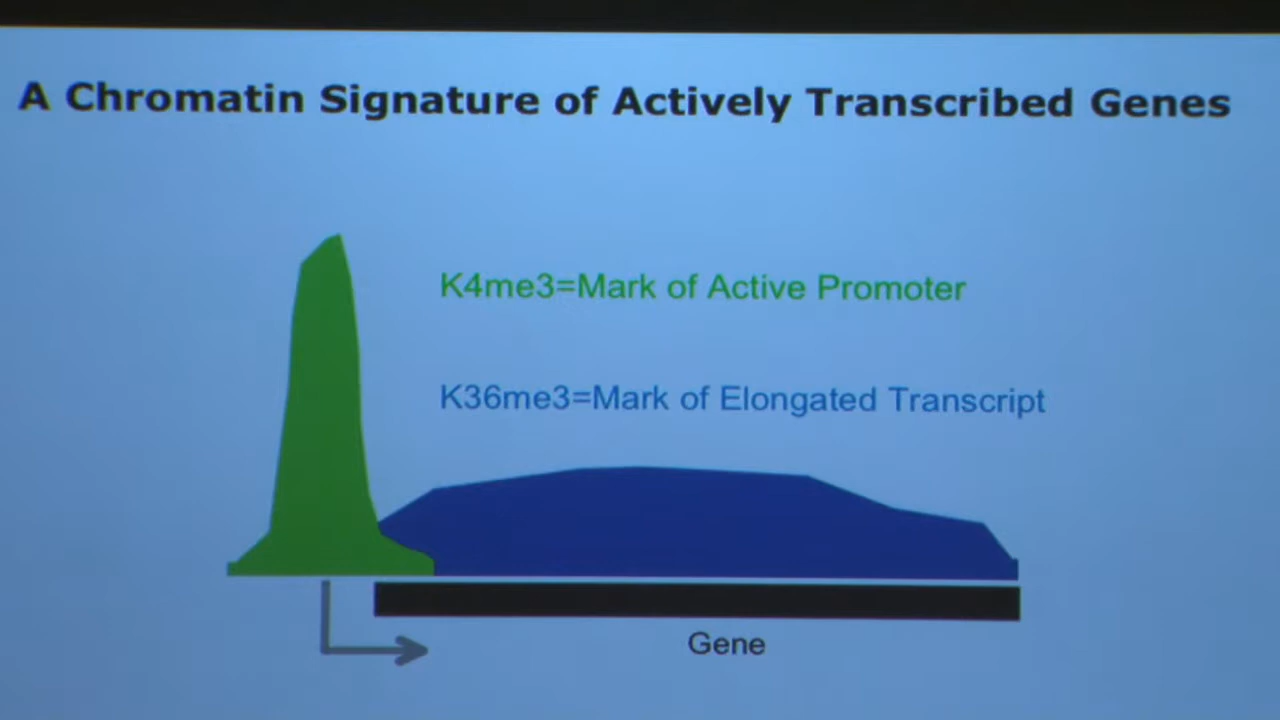 A Chromatin Signature of Actively Transcribed Genes
K4me3=Mark of Active Promoter
K36me3=Mark of Elongated Transcript
Gene